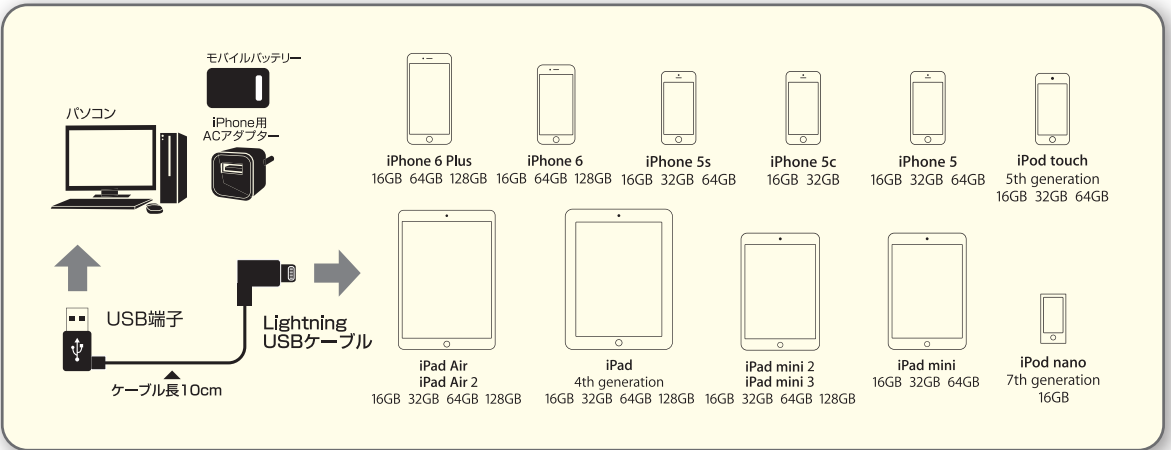 モバイルバッテリー
パソコン
iPhone用
ACアダプター
USB端子
Lightning
USBケーブル
ケーブル長10cm
iPhone 6 Plus
16GB 64GB 128GB
iPhone 6
16GB 64GB 128GB
iPhone 5s
16GB 32GB 64GB
iPhone 5c
16GB 32GB
iPhone 5
16GB 32GB 64GB
iPod touch
5th generation
16GB 32GB 64GB
iPad Air
iPad Air 2
16GB 32GB 64GB 128GB
iPad
4th generation
16GB 32GB 64GB 128GB
iPad mini 2
iPad mini 3
16GB 32GB 64GB 128GB
iPad mini
16GB 32GB 64GB
iPod nano
7th generation
16GB